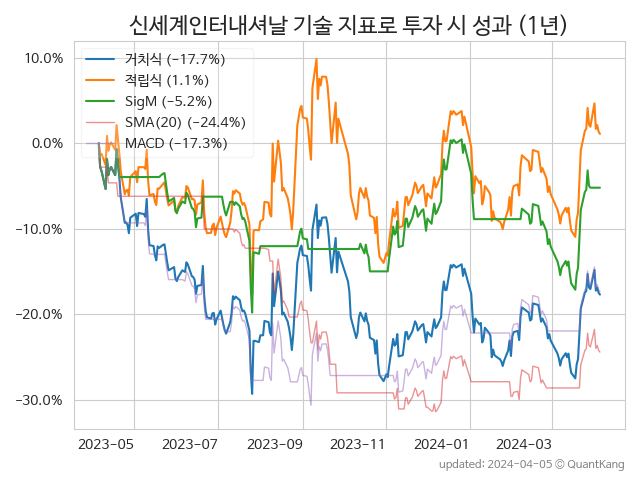 신세계인터내셔날 기술 지표로 투자 시 성과 (1년)
10.0%
0.0%
−10.0%
−20.0%
−30.0%
거치식 (−17.7%)
적립식 (1.1%)
SigM (−5.2%)
SMA(20) (−24.4%)
MACD (−17.3%)
2023-05
2023-07
2023-09
2023-11
2024-01
2024-03
updated: 2024-04-05 © QuantKang